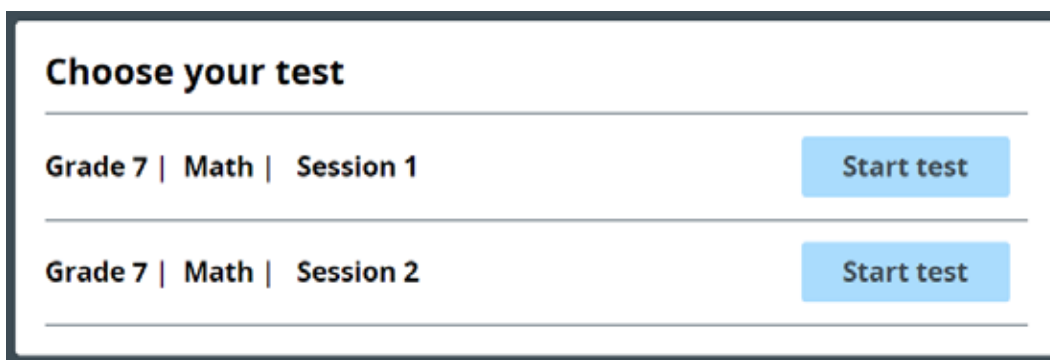 Choose your test
Grade 7 | Math | Session 1 Start test
Grade 7 | Math | Session 2 Start test